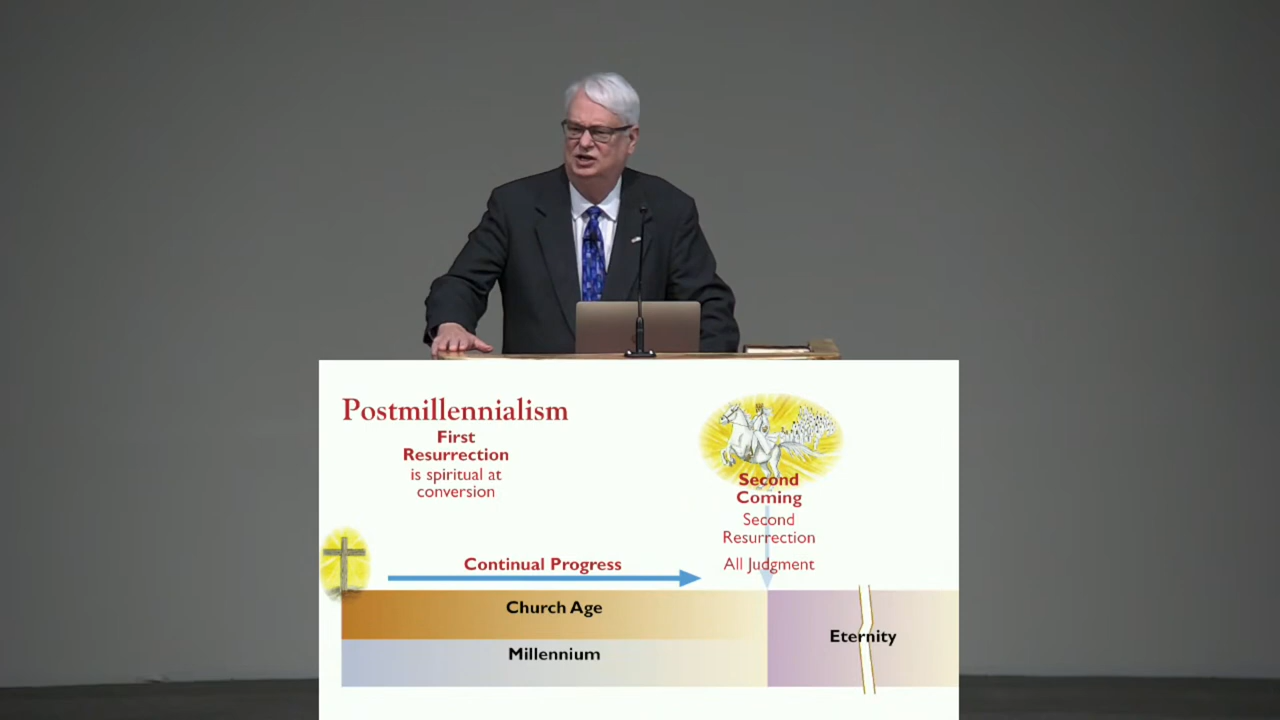 Postmillennialism
First
Resurrection
is spiritual at
conversion
Second
Coming
Second
Resurrection
All Judgment
Continual Progress
Church Age
Millennium
Eternity